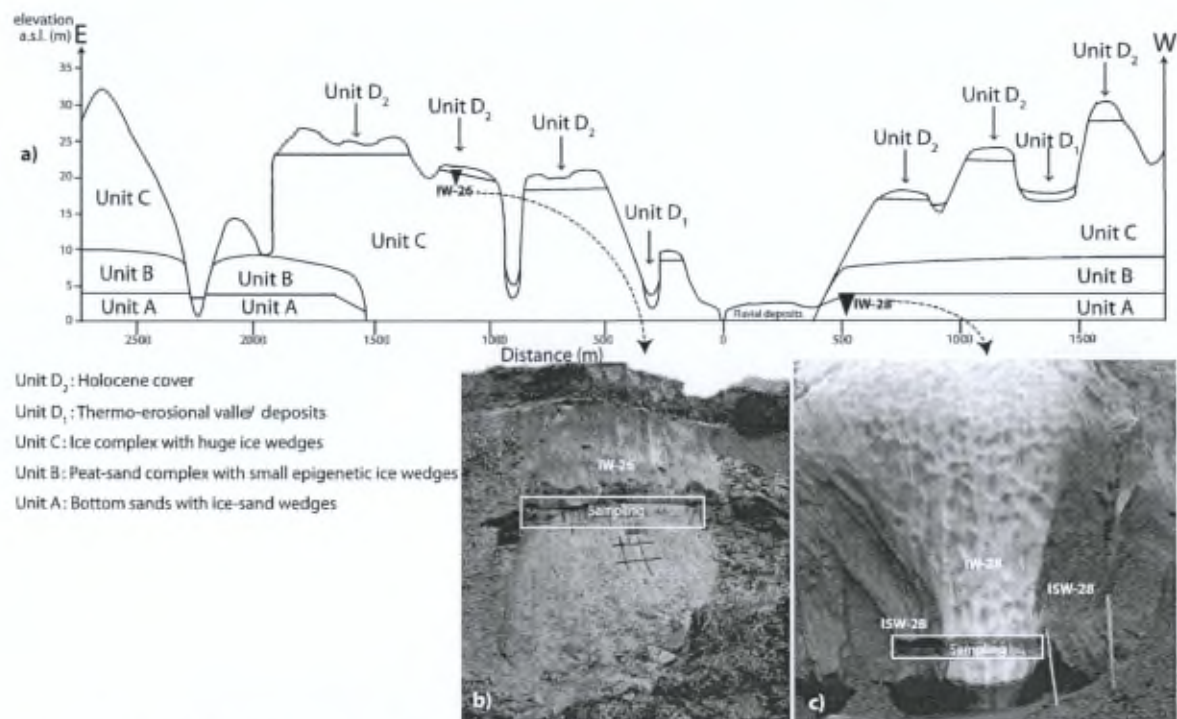 elevation
a.s.l. (m) E
W
35
30
25
20
15
10
5
0
a)
Unit D₂
Unit D₂
Unit D₂
Unit D₂
Unit D₂
Unit D₂
Unit D₁
Unit D₁
IW-26
Unit C
Unit C
Unit C
Unit B
Unit B
Unit B
Unit A
Unit A
Unit A
Fluvial deposits
IW-28
2500 2000 1500 1000 500 0 500 1000 1500
Distance (m)
Unit D₂: Holocene cover
Unit D₁: Thermo-erosional valley deposits
Unit C: Ice complex with huge ice wedges
Unit B: Peat-sand complex with small epigenetic ice wedges
Unit A: Bottom sands with ice-sand wedges
IW-26
Sampling
b)
IW-28
ISW-28
ISW-28
Sampling
c)